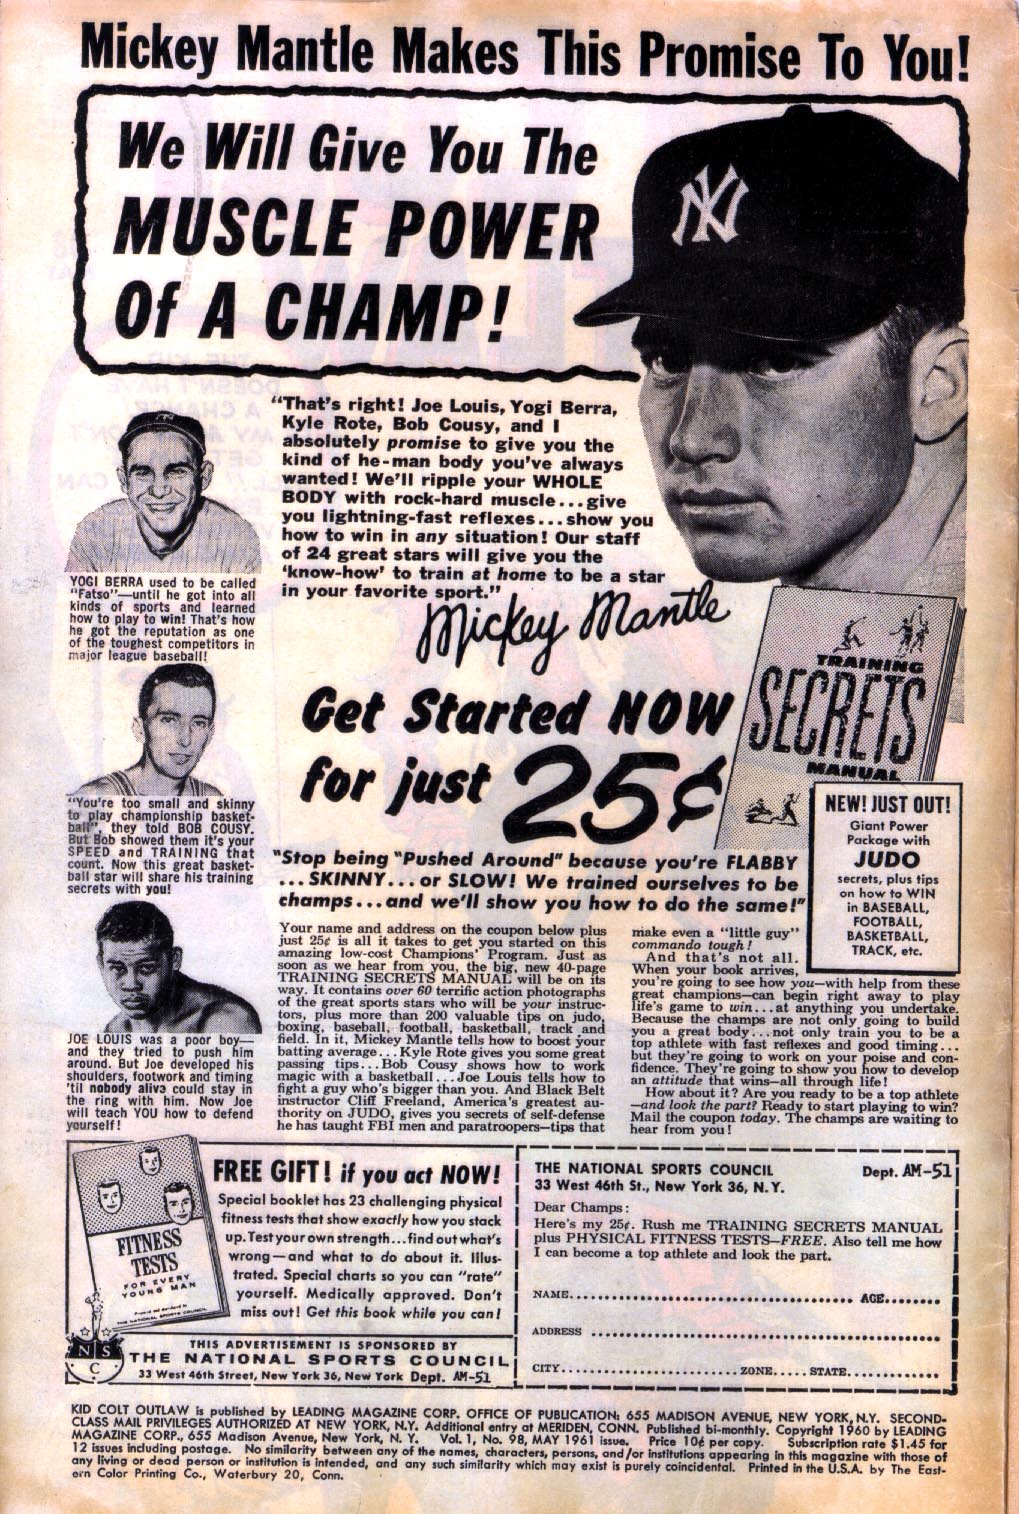 Mickey Mantle Makes This Promise To You!
We Will Give You The
MUSCLE POWER
Of A CHAMP!
NY
"That's right! Joe Louis, Yogi Berra,
Kyle Rote, Bob Cousy, and I
absolutely promise to give you the
kind of he-man body you've always
wanted! We'll ripple your WHOLE
BODY with rock-hard muscle...give
you lightning-fast reflexes...show you
how to win in any situation! Our staff
of 24 great stars will give you the
'know-how' to train at home to be a star
in your favorite sport."
Mickey Mantle
YOGI BERRA used to be called
"Fatso"—until he got into all
kinds of sports and learned
how to play to win! That's how
he got the reputation as one
of the toughest competitors in
major league baseball!
"You're too small and skinny
to play championship basket-
ball", they told BOB COUSY.
But Bob showed them it's your
SPEED and TRAINING that
count. Now this great basket-
ball star will share his training
secrets with you!
JOE LOUIS was a poor boy—
and they tried to push him
around. But Joe developed his
shoulders, footwork and timing
'til nobody alive could stay in
the ring with him. Now Joe
will teach YOU how to defend
yourself!
Get Started NOW
for just 25¢
TRAINING
SECRETS
MANUAL
NEW! JUST OUT!
Giant Power
Package with
JUDO
secrets, plus tips
on how to WIN
in BASEBALL,
FOOTBALL,
BASKETBALL,
TRACK, etc.
"Stop being "Pushed Around" because you're FLABBY
...SKINNY...or SLOW! We trained ourselves to be
champs...and we'll show you how to do the same!"
Your name and address on the coupon below plus
just 25¢ is all it takes to get you started on this
amazing low-cost Champions' Program. Just as
soon as we hear from you, the big, new 40-page
TRAINING SECRETS MANUAL will be on its
way. It contains over 60 terrific action photographs
of the great sports stars who will be your instruc-
tors, plus more than 200 valuable tips on judo,
boxing, baseball, football, basketball, track and
field. In it, Mickey Mantle tells how to boost your
batting average...Kyle Rote gives you some great
passing tips...Bob Cousy shows how to work
magic with a basketball...Joe Louis tells how to
fight a guy bigger than you. And Black Belt
instructor Cliff Freeland, America's greatest au-
thority on JUDO, gives you secrets of self-defense
he has taught FBI men and paratroopers—tips that
make even a "little guy"
commando tough!
And that's not all.
When your book arrives,
you're going to see how you—with help from these
great champions—can begin right away to play
life's game to win...at anything you undertake.
Because the champs are not only going to build
you a great body...not only train you to be a
top athlete with fast reflexes and good timing...
but they're going to work on your poise and con-
fidence. They're going to show you how to develop
an attitude that wins—all through life!
How about it? Are you ready to be a top athlete
—and look the part? Ready to start playing to win?
Mail the coupon today. The champs are waiting to
hear from you!
FITNESS
TESTS
FOR EVERY
YOUNG MAN
THE NATIONAL SPORTS COUNCIL
FREE GIFT! if you act NOW!
Special booklet has 23 challenging physical
fitness tests that show exactly how you stack
up. Test your own strength...find out what's
wrong—and what to do about it. Illus-
trated. Special charts so you can "rate"
yourself. Medically approved. Don't
miss out! Get this book while you can!
NSC
THIS ADVERTISEMENT IS SPONSORED BY
THE NATIONAL SPORTS COUNCIL
33 West 46th Street, New York 36, New York Dept. AM-51
THE NATIONAL SPORTS COUNCIL Dept. AM-51
33 West 46th St., New York 36, N.Y.
Dear Champs:
Here's my 25¢. Rush me TRAINING SECRETS MANUAL
plus PHYSICAL FITNESS TESTS—FREE. Also tell me how
I can become a top athlete and look the part.
NAME........................................ AGE........
ADDRESS ..................................................
CITY.........................ZONE.....STATE.............
KID COLT OUTLAW is published by LEADING MAGAZINE CORP. OFFICE OF PUBLICATION; 655 MADISON AVENUE, NEW YORK, N.Y. SECOND-
CLASS MAIL PRIVILEGES AUTHORIZED AT NEW YORK, N.Y. Additional entry at MERIDEN, CONN. Published bi-monthly. Copyright 1960 by LEADING
MAGAZINE CORP., 655 Madison Avenue, New York, N. Y. Vol. 1, No. 98, MAY 1961 issue. Price 10¢ per copy. Subscription rate $1.45 for
12 issues including postage. No similarity between any of the names, characters, persons, and/or institutions appearing in this magazine with those of
any living or dead person or institution is intended, and any such similarity which may exist is purely coincidental. Printed in the U.S.A. by The East-
ern Color Printing Co., Waterbury 20, Conn.